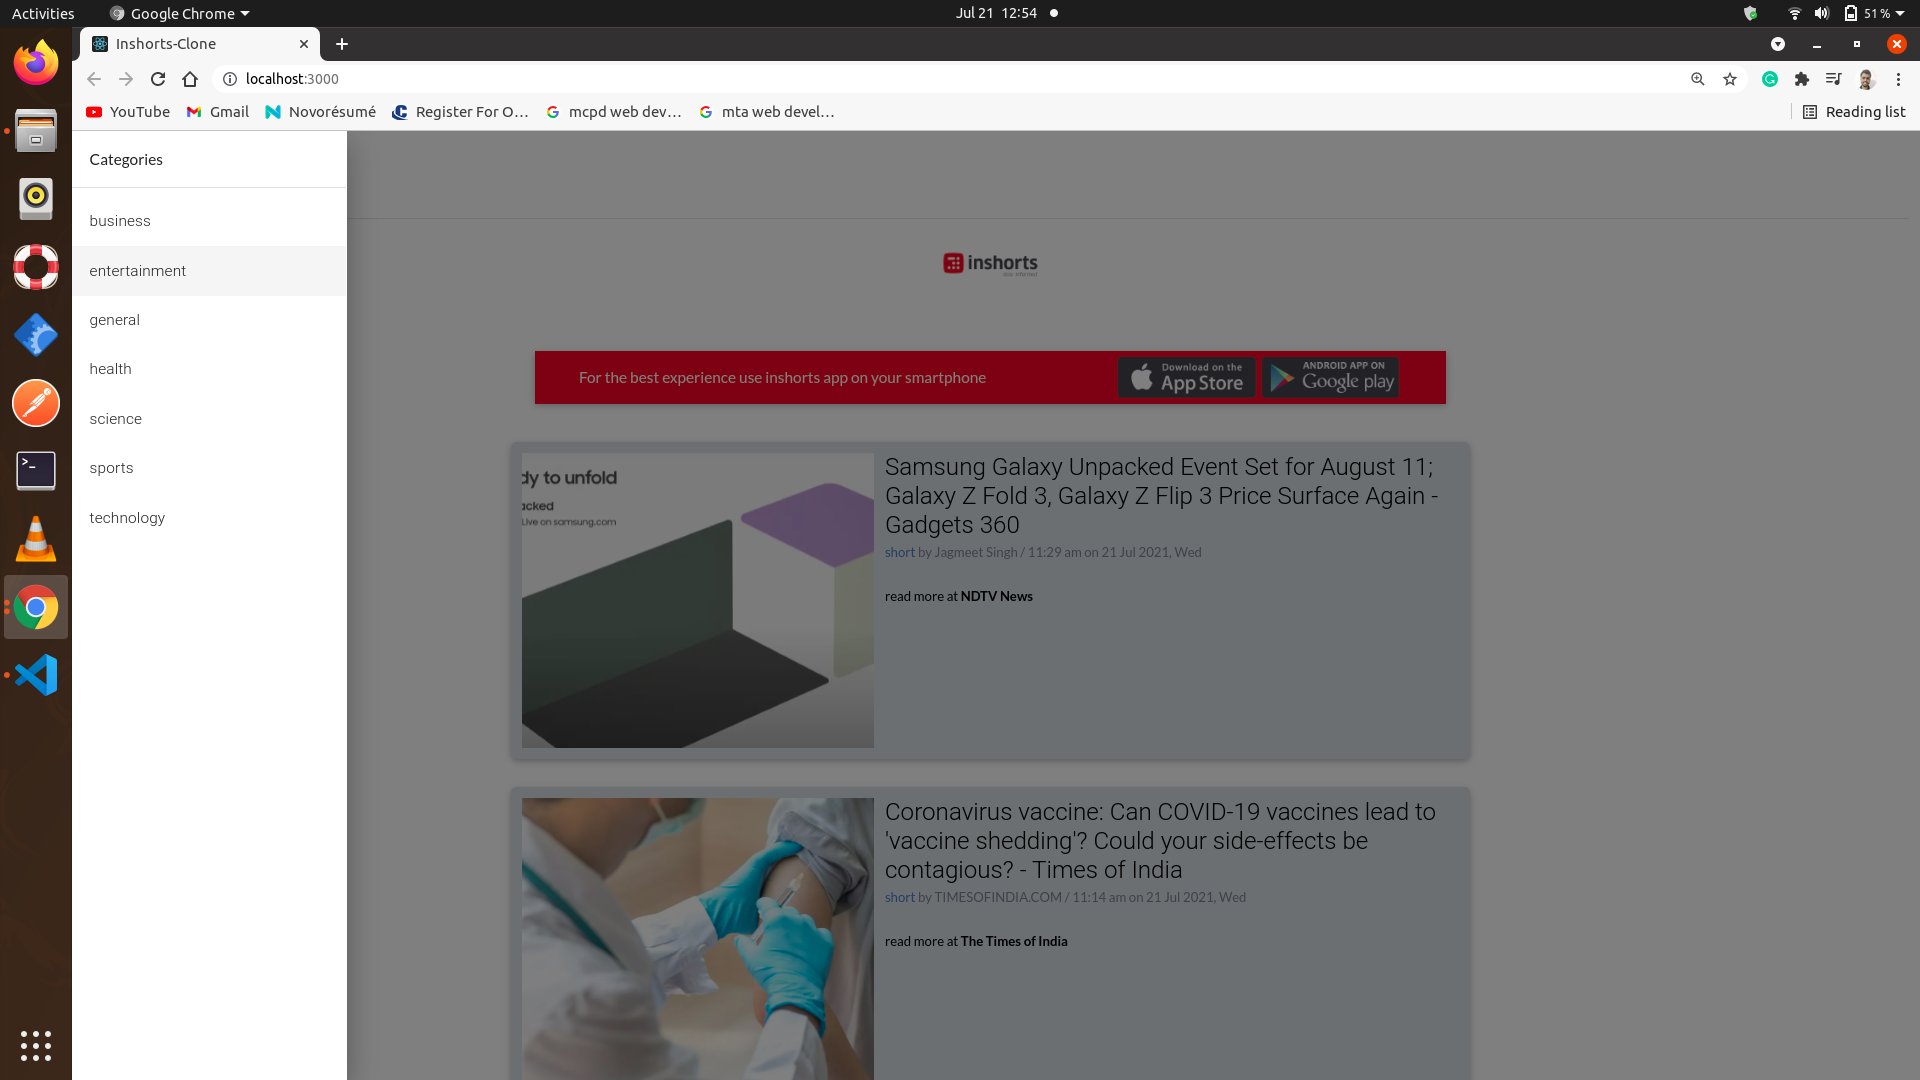 Activities
Google Chrome
Jul 21 12:54
51 %
Inshorts-Clone
localhost:3000
YouTube
Gmail
Novorésumé
Register For O…
mcpd web dev…
mta web devel…
Reading list
Categories
business
entertainment
general
health
science
sports
technology
inshorts
For the best experience use inshorts app on your smartphone
Download on the
App Store
ANDROID APP ON
Google play
dy to unfold
acked
Live on samsung.com
Samsung Galaxy Unpacked Event Set for August 11;
Galaxy Z Fold 3, Galaxy Z Flip 3 Price Surface Again -
Gadgets 360
short by Jagmeet Singh / 11:29 am on 21 Jul 2021, Wed
read more at NDTV News
Coronavirus vaccine: Can COVID-19 vaccines lead to
'vaccine shedding'? Could your side-effects be
contagious? - Times of India
short by TIMESOFINDIA.COM / 11:14 am on 21 Jul 2021, Wed
read more at The Times of India